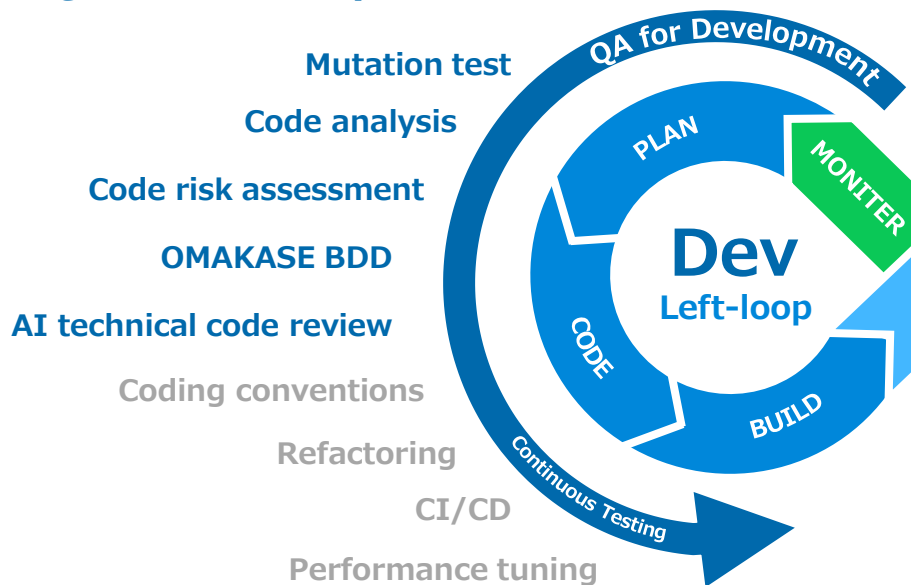 Mutation test
Code analysis
Code risk assessment
OMAKASE BDD
AI technical code review
Coding conventions
Refactoring
CI/CD
Performance tuning
QA for Development
Continuous Testing
PLAN
MONITER
Dev
Left-loop
CODE
BUILD